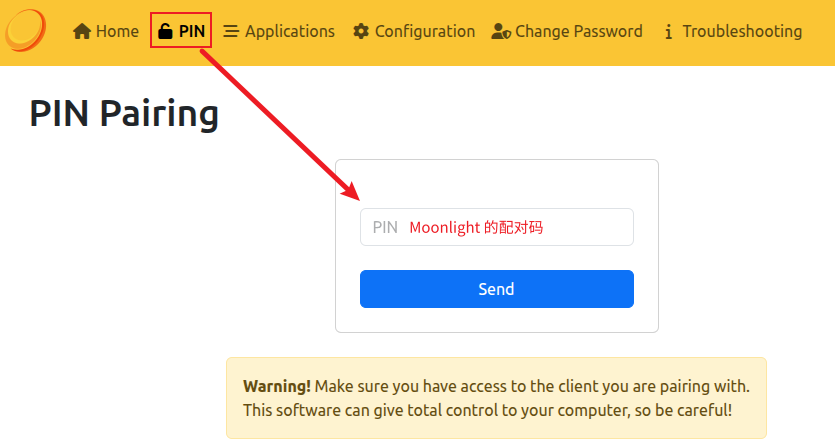 Home PIN Applications Configuration Change Password Troubleshooting
PIN Pairing
PIN Moonlight 的配对码
Send
Warning! Make sure you have access to the client you are pairing with.
This software can give total control to your computer, so be careful!